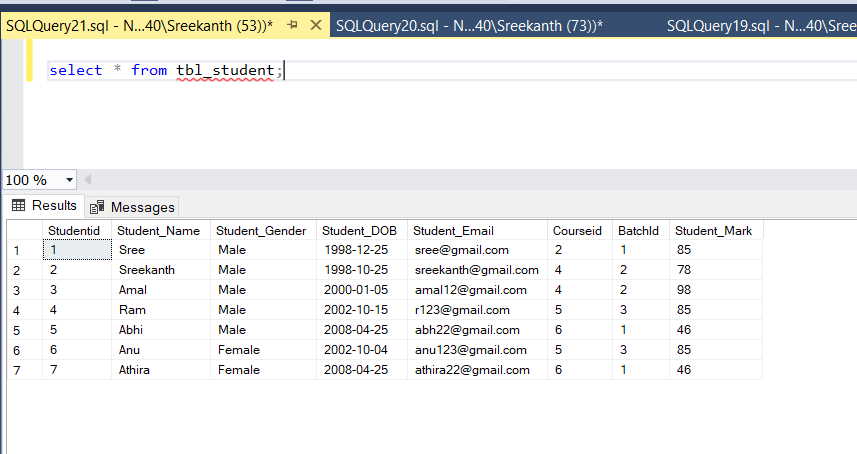 SQLQuery21.sql - N...40\Sreekanth (53))* SQLQuery20.sql - N...40\Sreekanth (73))* SQLQuery19.sql - N...40\Sree
select * from tbl_student;
100 %
Results Messages
Studentid Student_Name Student_Gender Student_DOB Student_Email Courseid BatchId Student_Mark
1 1 Sree Male 1998-12-25 sree@gmail.com 2 1 85
2 2 Sreekanth Male 1998-10-25 sreekanth@gmail.com 4 2 78
3 3 Amal Male 2000-01-05 amal12@gmail.com 4 2 98
4 4 Ram Male 2002-10-15 r123@gmail.com 5 3 85
5 5 Abhi Male 2008-04-25 abh22@gmail.com 6 1 46
6 6 Anu Female 2002-10-04 anu123@gmail.com 5 3 85
7 7 Athira Female 2008-04-25 athira22@gmail.com 6 1 46